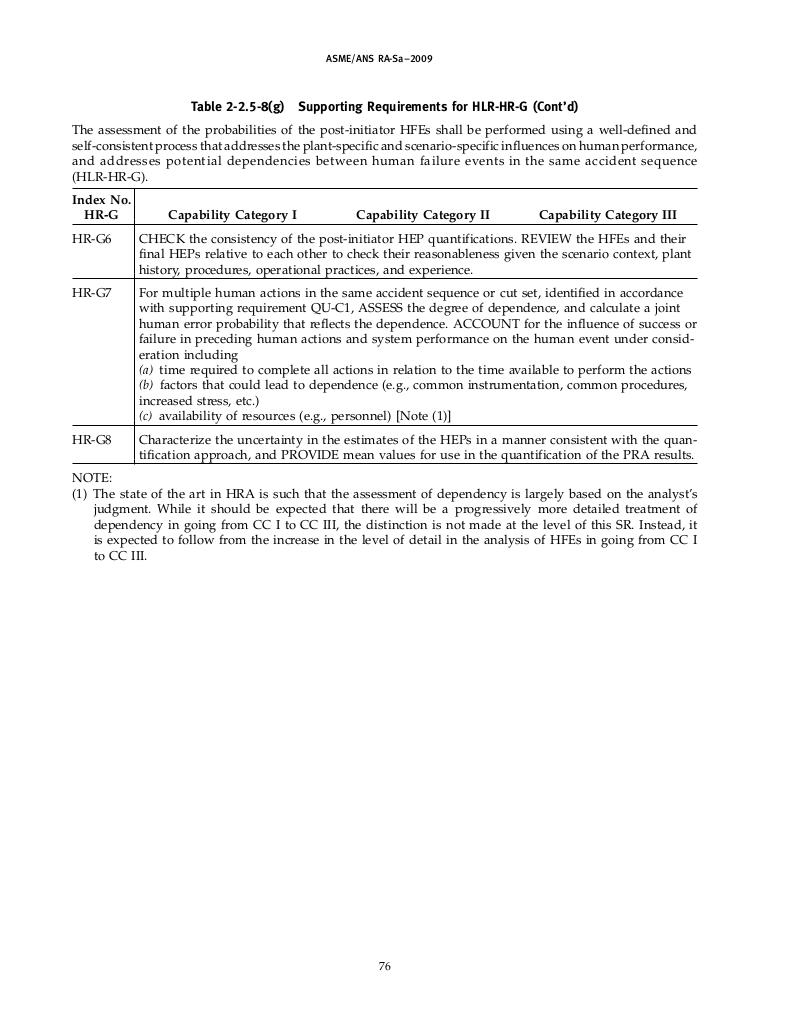 ASME/ANS RA-Sa–2009
Table 2-2.5-8(g) Supporting Requirements for HLR-HR-G (Cont’d)
The assessment of the probabilities of the post-initiator HFEs shall be performed using a well-defined and
self-consistent process that addresses the plant-specific and scenario-specific influences on human performance,
and addresses potential dependencies between human failure events in the same accident sequence
(HLR-HR-G).
Index No.
HR-G Capability Category I Capability Category II Capability Category III
HR-G6 CHECK the consistency of the post-initiator HEP quantifications. REVIEW the HFEs and their
final HEPs relative to each other to check their reasonableness given the scenario context, plant
history, procedures, operational practices, and experience.
HR-G7 For multiple human actions in the same accident sequence or cut set, identified in accordance
with supporting requirement QU-C1, ASSESS the degree of dependence, and calculate a joint
human error probability that reflects the dependence. ACCOUNT for the influence of success or
failure in preceding human actions and system performance on the human event under consid-
eration including
(a) time required to complete all actions in relation to the time available to perform the actions
(b) factors that could lead to dependence (e.g., common instrumentation, common procedures,
increased stress, etc.)
(c) availability of resources (e.g., personnel) [Note (1)]
HR-G8 Characterize the uncertainty in the estimates of the HEPs in a manner consistent with the quan-
tification approach, and PROVIDE mean values for use in the quantification of the PRA results.
NOTE:
(1) The state of the art in HRA is such that the assessment of dependency is largely based on the analyst’s
judgment. While it should be expected that there will be a progressively more detailed treatment of
dependency in going from CC I to CC III, the distinction is not made at the level of this SR. Instead, it
is expected to follow from the increase in the level of detail in the analysis of HFEs in going from CC I
to CC III.
76